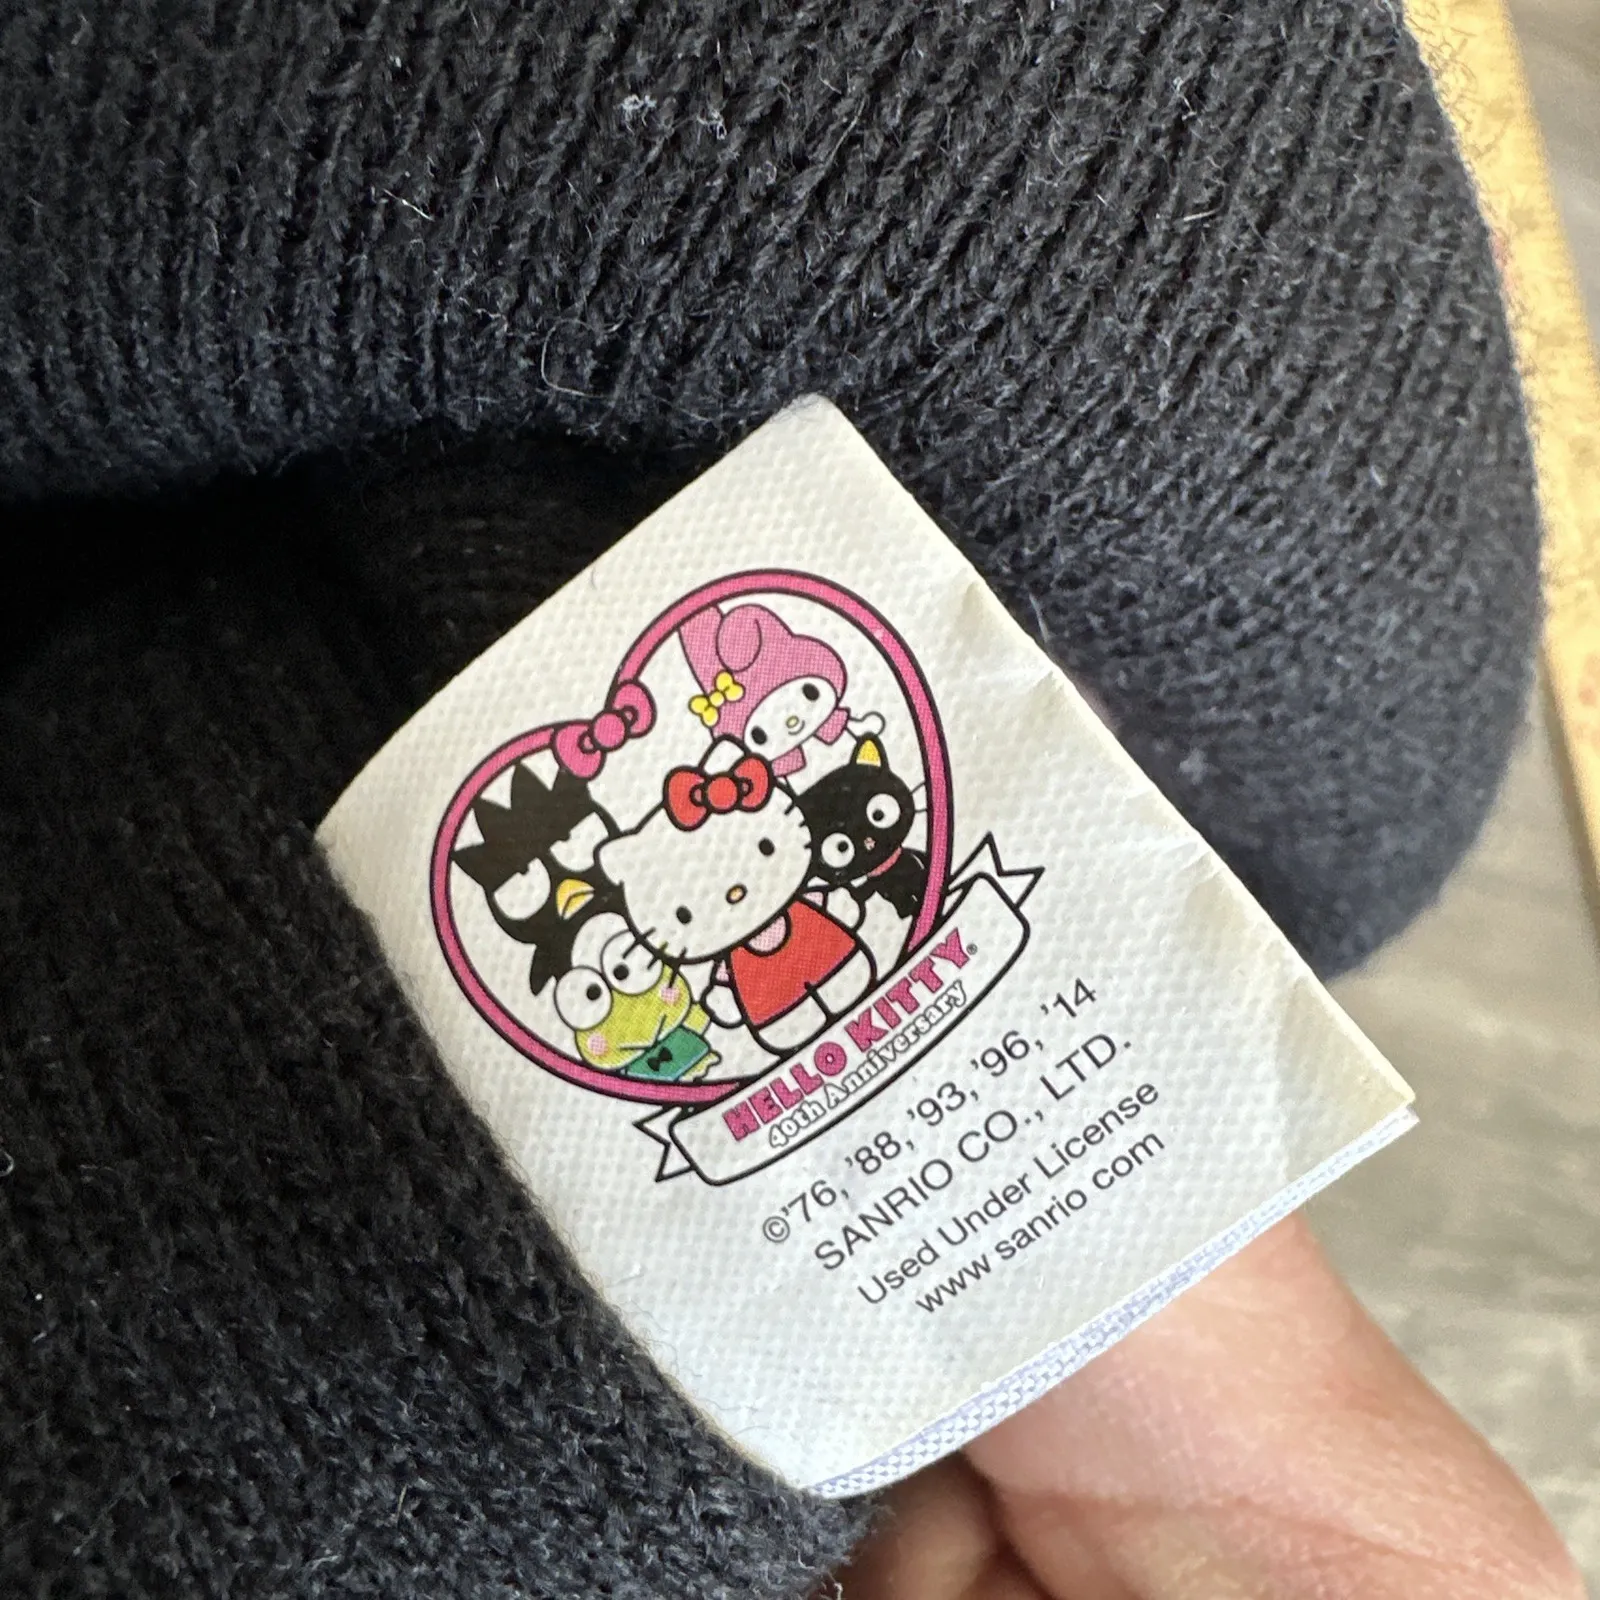 HELLO KITTY®
40th Anniversary
©'76, '88, '93, '96, '14
SANRIO CO., LTD.
Used Under License
www sanrio com